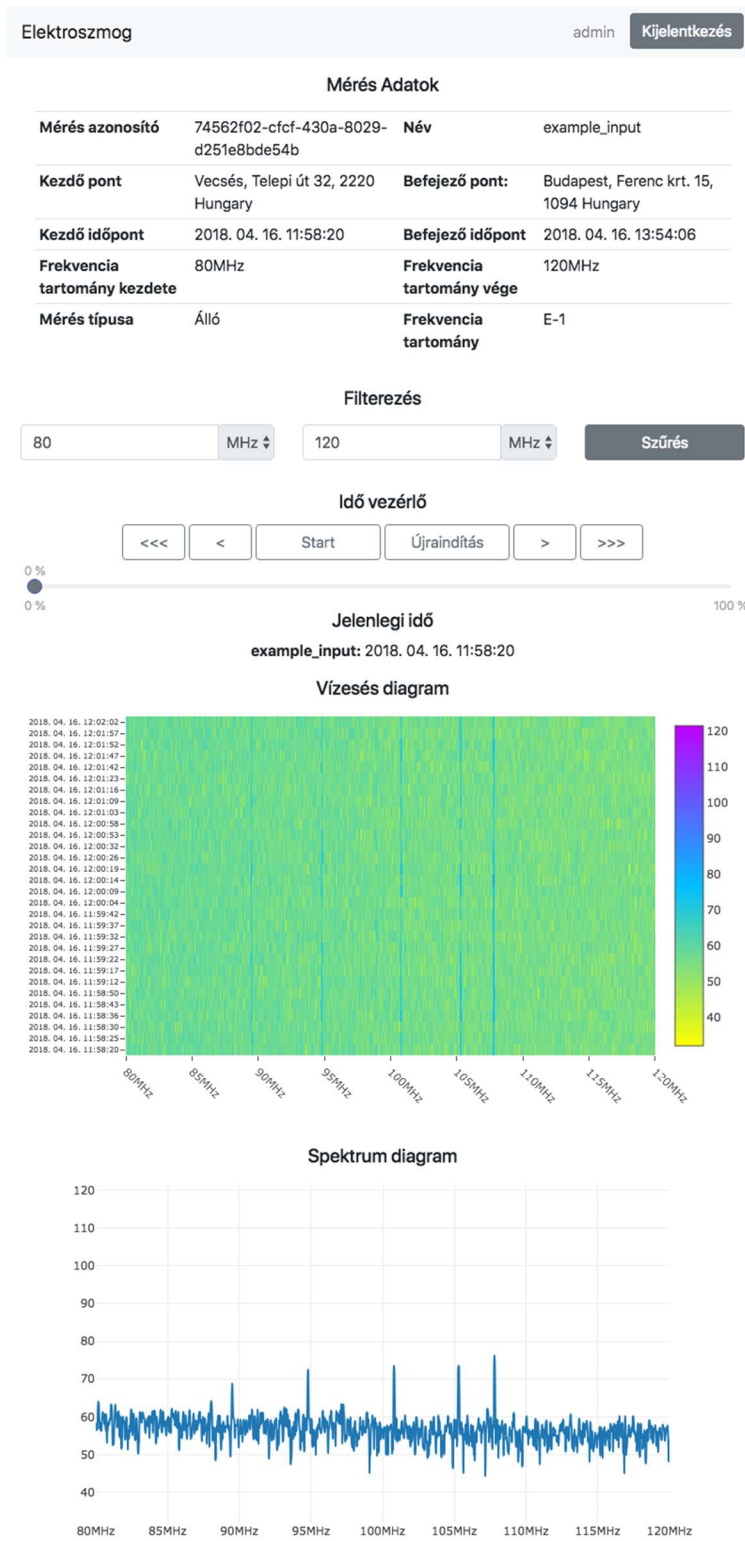 Elektroszmog
admin
Kijelentkezés
Mérés Adatok
Mérés azonosító 74562f02-cfcf-430a-8029- Név example_input
d251e8bde54b
Kezdő pont Vecsés, Telepi út 32, 2220 Befejező pont: Budapest, Ferenc krt. 15,
Hungary 1094 Hungary
Kezdő időpont 2018. 04. 16. 11:58:20 Befejező időpont 2018. 04. 16. 13:54:06
Frekvencia 80MHz Frekvencia 120MHz
tartomány kezdete tartomány vége
Mérés típusa Álló Frekvencia E-1
tartomány
Filterezés
80 MHz 120 MHz Szűrés
Idő vezérlő
<<< < Start Újraindítás > >>>
0 %
0 % 100 %
Jelenlegi idő
example_input: 2018. 04. 16. 11:58:20
Vízesés diagram
2018. 04. 16. 12:02:02
2018. 04. 16. 12:01:57
2018. 04. 16. 12:01:52
2018. 04. 16. 12:01:47
2018. 04. 16. 12:01:42
2018. 04. 16. 12:01:23
2018. 04. 16. 12:01:16
2018. 04. 16. 12:01:09
2018. 04. 16. 12:01:03
2018. 04. 16. 12:00:58
2018. 04. 16. 12:00:53
2018. 04. 16. 12:00:32
2018. 04. 16. 12:00:26
2018. 04. 16. 12:00:19
2018. 04. 16. 12:00:14
2018. 04. 16. 12:00:09
2018. 04. 16. 12:00:04
2018. 04. 16. 11:59:42
2018. 04. 16. 11:59:37
2018. 04. 16. 11:59:32
2018. 04. 16. 11:59:27
2018. 04. 16. 11:59:22
2018. 04. 16. 11:59:17
2018. 04. 16. 11:59:12
2018. 04. 16. 11:58:50
2018. 04. 16. 11:58:43
2018. 04. 16. 11:58:36
2018. 04. 16. 11:58:30
2018. 04. 16. 11:58:25
2018. 04. 16. 11:58:20
120
110
100
90
80
70
60
50
40
80MHz 85MHz 90MHz 95MHz 100MHz 105MHz 110MHz 115MHz 120MHz
Spektrum diagram
120
110
100
90
80
70
60
50
40
80MHz 85MHz 90MHz 95MHz 100MHz 105MHz 110MHz 115MHz 120MHz